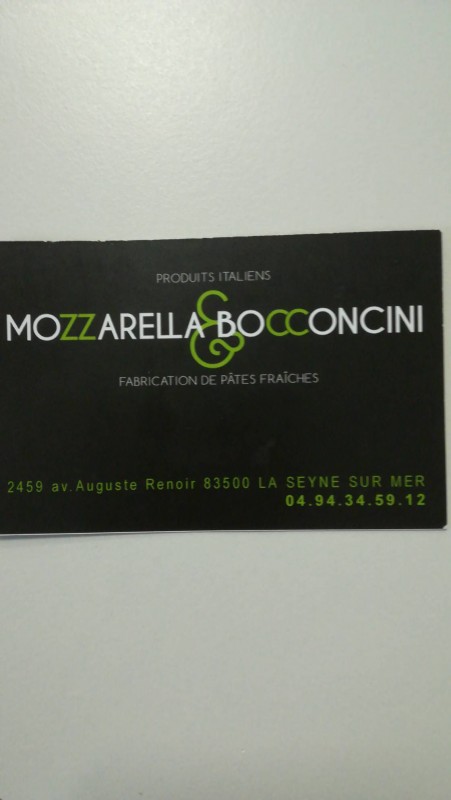 PRODUITS ITALIENS
MOZZARELLA & BOCCONCINI
FABRICATION DE PÂTES FRAÎCHES
2459 av. Auguste Renoir 83500 LA SEYNE SUR MER
04.94.34.59.12